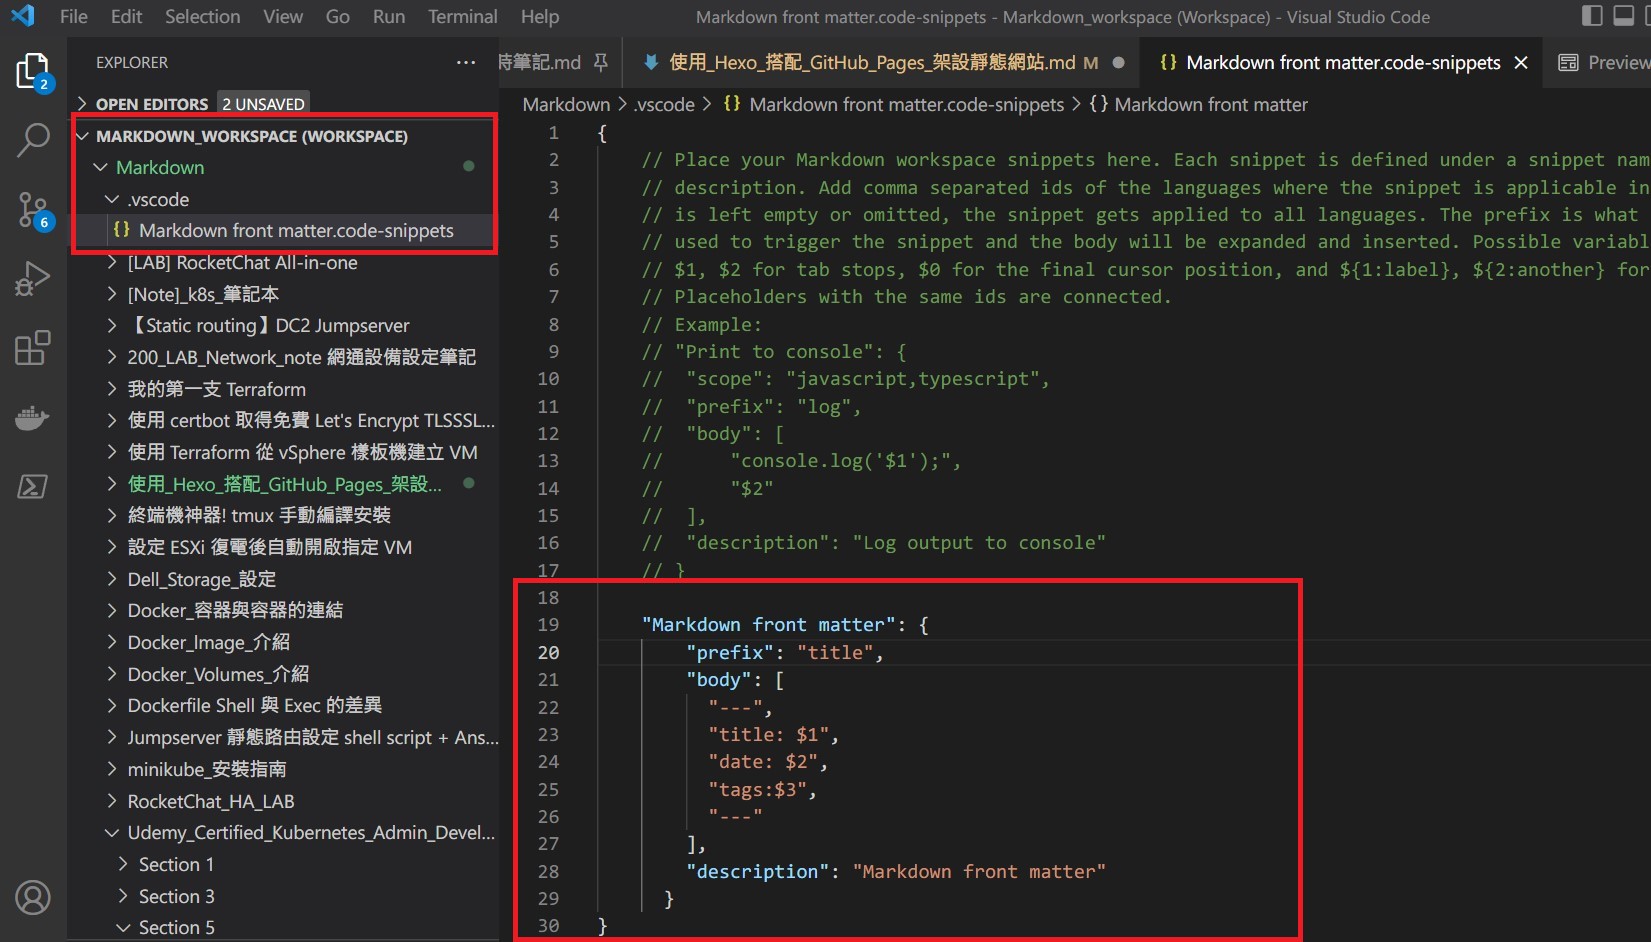 File Edit Selection View Go Run Terminal Help
Markdown front matter.code-snippets - Markdown_workspace (Workspace) - Visual Studio Code
EXPLORER
OPEN EDITORS 2 UNSAVED
MARKDOWN_WORKSPACE (WORKSPACE)
Markdown
.vscode
{} Markdown front matter.code-snippets
[LAB] RocketChat All-in-one
[Note]_k8s_筆記本
【Static routing】DC2 Jumpserver
200_LAB_Network_note 網通設備設定筆記
我的第一支 Terraform
使用 certbot 取得免費 Let's Encrypt TLSSSL...
使用 Terraform 從 vSphere 樣板機建立 VM
使用_Hexo_搭配_GitHub_Pages_架設...
終端機神器! tmux 手動編譯安裝
設定 ESXi 復電後自動開啟指定 VM
Dell_Storage_設定
Docker_容器與容器的連結
Docker_Image_介紹
Docker_Volumes_介紹
Dockerfile Shell 與 Exec 的差異
Jumpserver 靜態路由設定 shell script + Ans...
minikube_安裝指南
RocketChat_HA_LAB
Udemy_Certified_Kubernetes_Admin_Devel...
Section 1
Section 3
Section 5
2
6
筆記.md
使用_Hexo_搭配_GitHub_Pages_架設靜態網站.md M
{} Markdown front matter.code-snippets
Preview
Markdown > .vscode > {} Markdown front matter.code-snippets > {} Markdown front matter
1 {
2 // Place your Markdown workspace snippets here. Each snippet is defined under a snippet nam
3 // description. Add comma separated ids of the languages where the snippet is applicable in
4 // is left empty or omitted, the snippet gets applied to all languages. The prefix is what
5 // used to trigger the snippet and the body will be expanded and inserted. Possible variabl
6 // $1, $2 for tab stops, $0 for the final cursor position, and ${1:label}, ${2:another} for
7 // Placeholders with the same ids are connected.
8 // Example:
9 // "Print to console": {
10 // "scope": "javascript,typescript",
11 // "prefix": "log",
12 // "body": [
13 // "console.log('$1');",
14 // "$2"
15 // ],
16 // "description": "Log output to console"
17 // }
18
19 "Markdown front matter": {
20 "prefix": "title",
21 "body": [
22 "---",
23 "title: $1",
24 "date: $2",
25 "tags:$3",
26 "---"
27 ],
28 "description": "Markdown front matter"
29 }
30 }